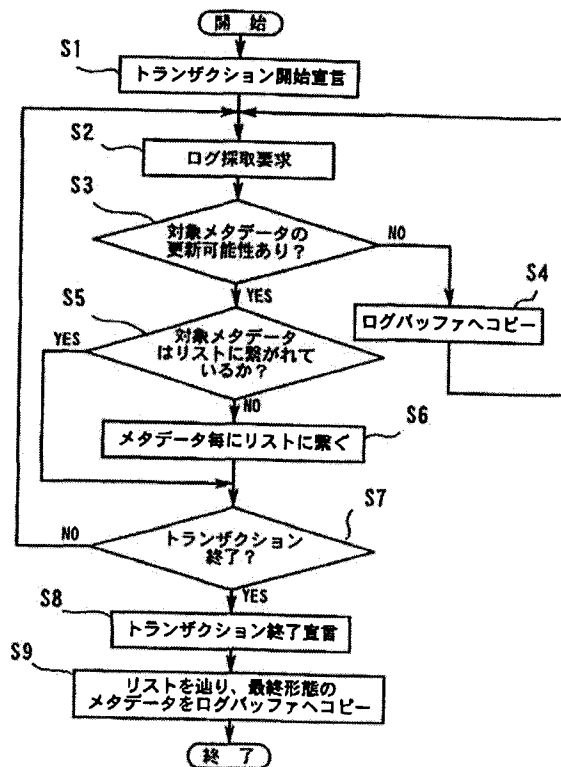 開 始
S1
トランザクション開始宣言
S2
ログ採取要求
S3
対象メタデータの
更新可能性あり？
NO
YES
S4
ログバッファへコピー
S5
対象メタデータ
はリストに繋がれて
いるか？
YES
NO
S6
メタデータ毎にリストに繋ぐ
S7
トランザクション
終了？
NO
YES
S8
トランザクション終了宣言
S9
リストを辿り、最終形態の
メタデータをログバッファへコピー
終 了